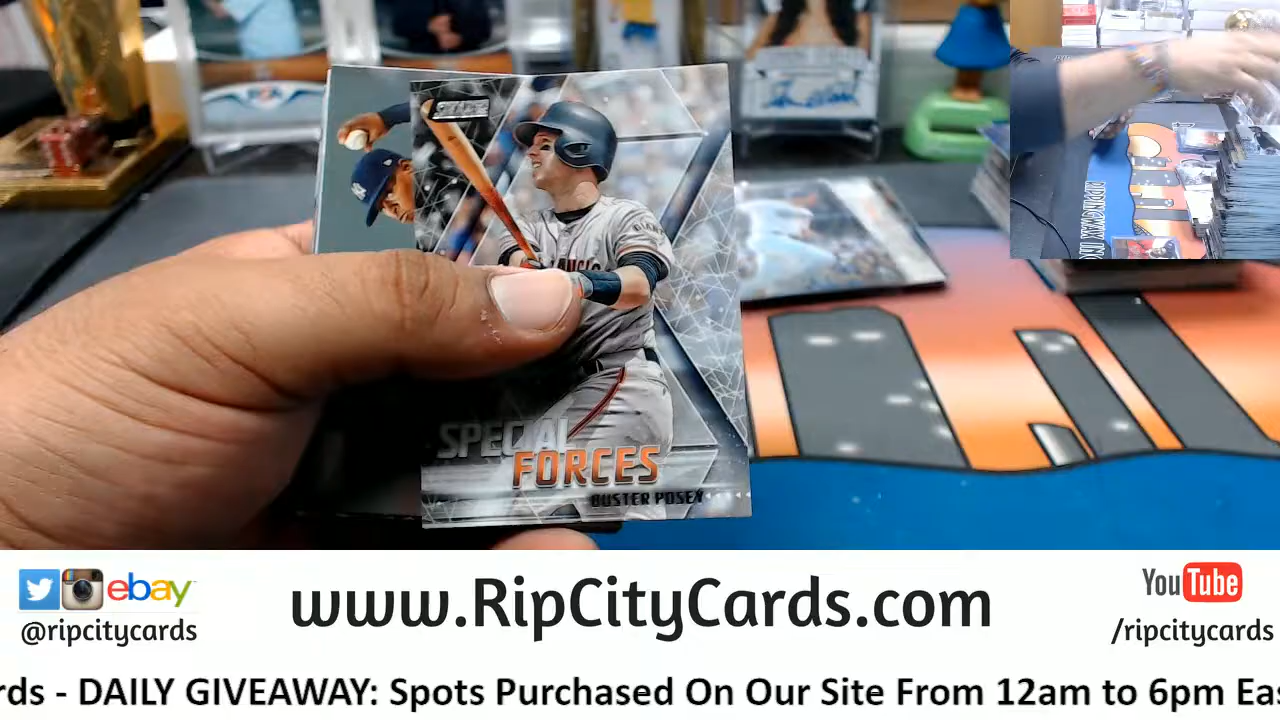 SPECIAL
FORCES
BUSTER POSEY
ebay
@ripcitycards
www.RipCityCards.com
YouTube
/ripcitycards
rds - DAILY GIVEAWAY: Spots Purchased On Our Site From 12am to 6pm Eas